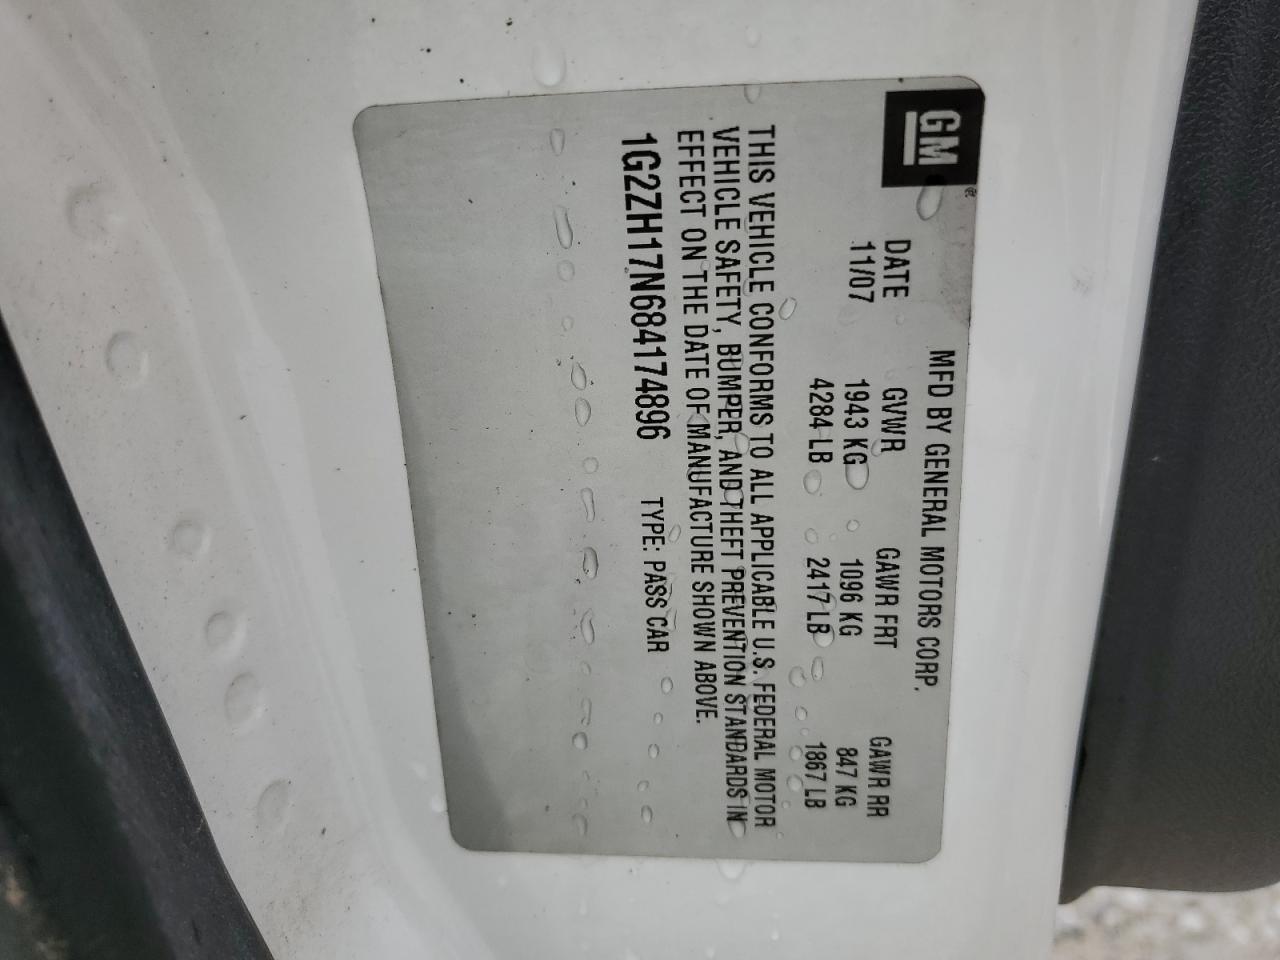 GM®
MFD BY GENERAL MOTORS CORP.
DATE GVWR GAWR FRT GAWR RR
11/07 1943 KG 1096 KG 847 KG
4284 LB 2417 LB 1867 LB
THIS VEHICLE CONFORMS TO ALL APPLICABLE U.S. FEDERAL MOTOR
VEHICLE SAFETY, BUMPER, AND THEFT PREVENTION STANDARDS IN
EFFECT ON THE DATE OF MANUFACTURE SHOWN ABOVE.
1G2ZH17N684174896 TYPE: PASS CAR